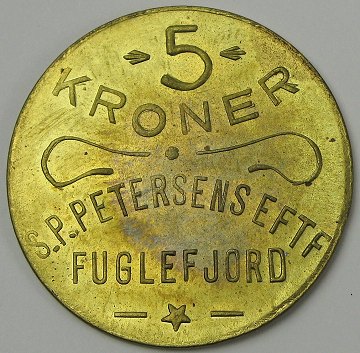 5
KRONER
S.P. PETERSENS EFTF
FUGLEFJORD